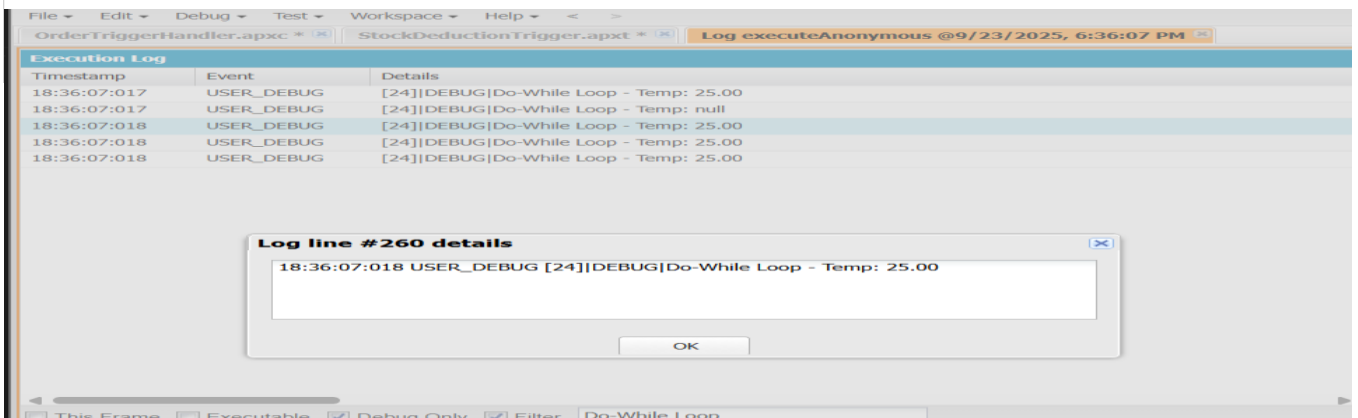 File Edit Debug Test Workspace Help < >
OrderTriggerHandler.apxc * StockDeductionTrigger.apxt * Log executeAnonymous @9/23/2025, 6:36:07 PM
Execution Log
Timestamp Event Details
18:36:07:017 USER_DEBUG [24]|DEBUG|Do-While Loop - Temp: 25.00
18:36:07:017 USER_DEBUG [24]|DEBUG|Do-While Loop - Temp: null
18:36:07:018 USER_DEBUG [24]|DEBUG|Do-While Loop - Temp: 25.00
18:36:07:018 USER_DEBUG [24]|DEBUG|Do-While Loop - Temp: 25.00
18:36:07:018 USER_DEBUG [24]|DEBUG|Do-While Loop - Temp: 25.00
Log line #260 details
18:36:07:018 USER_DEBUG [24]|DEBUG|Do-While Loop - Temp: 25.00
OK
This Frame Executable Debug Only Filter Do-While Loop